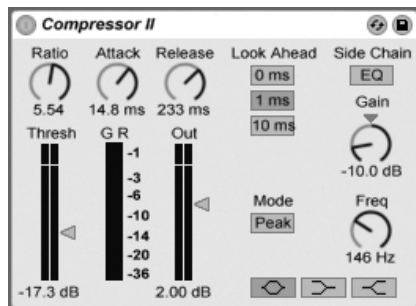 Compressor II
Ratio Attack Release Look Ahead Side Chain
5.54 14.8 ms 233 ms 0 ms EQ
1 ms Gain
10 ms
Thresh G R Out
-10.0 dB
-1
-3
-6
-10
-14
-20
-36
Mode Freq
Peak
146 Hz
-17.3 dB 2.00 dB